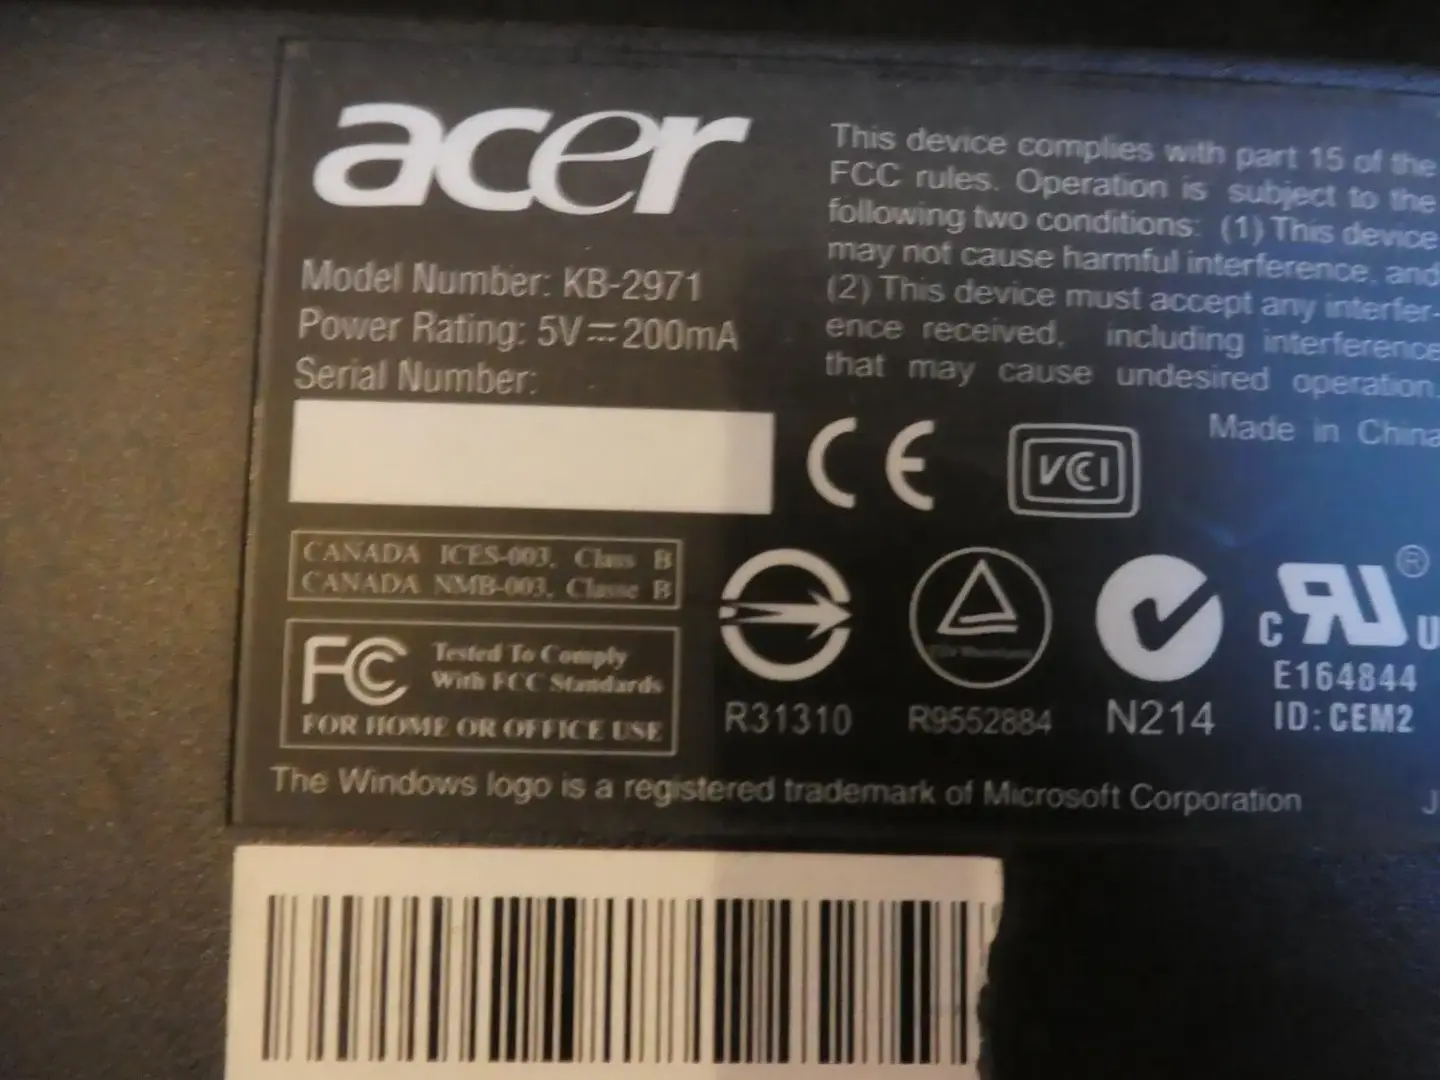 acer
Model Number: KB-2971
Power Rating: 5V⎓200mA
Serial Number:
This device complies with part 15 of the
FCC rules. Operation is subject to the
following two conditions: (1) This device
may not cause harmful interference, and
(2) This device must accept any interfer-
ence received, including interference
that may cause undesired operation.
Made in China
CE
VCI
CANADA ICES-003, Class B
CANADA NMB-003, Classe B
FC Tested To Comply
With FCC Standards
FOR HOME OR OFFICE USE
R31310
R9552884
N214
C RU ® U
E164844
ID: CEM2
The Windows logo is a registered trademark of Microsoft Corporation
J